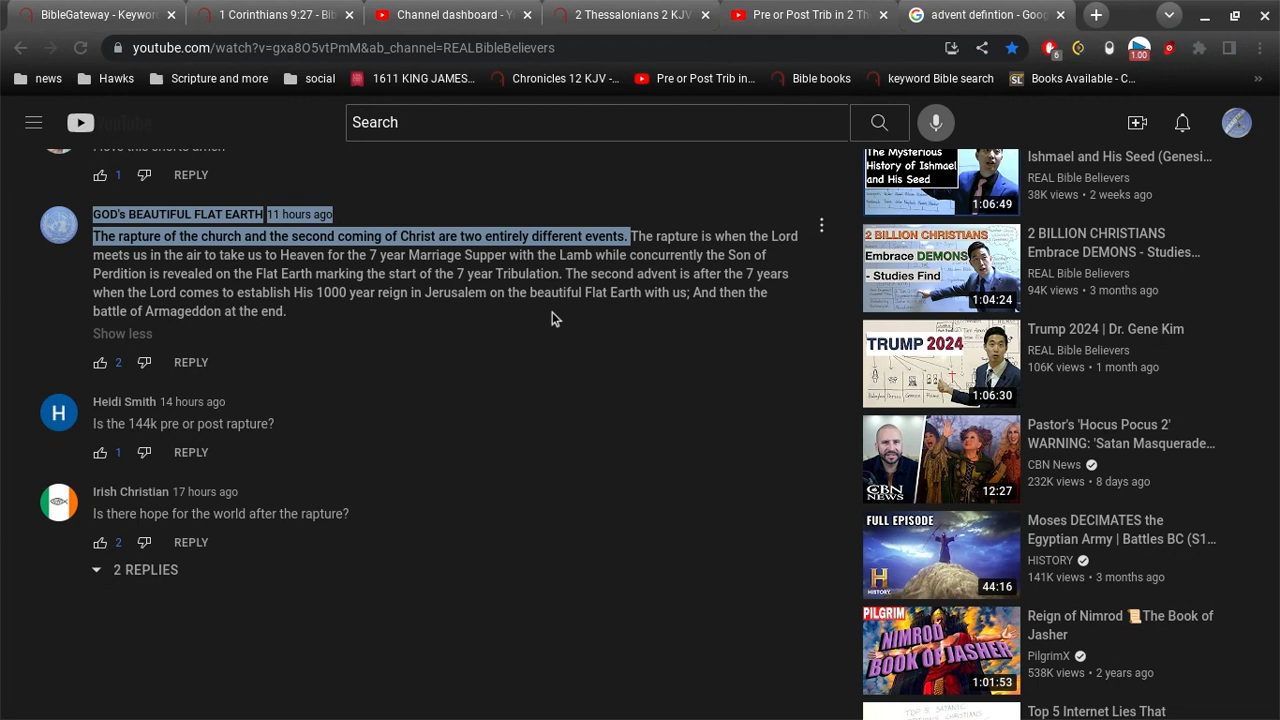 BibleGateway - Keyword
1 Corinthians 9:27 - Bib
Channel dashboard - Y
2 Thessalonians 2 KJV
Pre or Post Trib in 2 Th
advent defintion - Goo
youtube.com/watch?v=gxa8O5vtPmM&ab_channel=REALBibleBelievers
6
1.00
news
Hawks
Scripture and more
social
1611 KING JAMES...
Chronicles 12 KJV -...
Pre or Post Trib in...
Bible books
keyword Bible search
SL
Books Available - C...
YouTube
Search
1
REPLY
GOD's BEAUTIFUL FLAT EARTH 11 hours ago
The rapture of the church and the second coming of Christ are two entirely different events. The rapture is when the Lord
meets us in the air to take us to Heaven for the 7 year Marriage Supper with the Lamb while concurrently the Son of
Perdition is revealed on Earth marking the start of the 7 year Tribulation. The second advent is after the 7 years
when the Lord comes to establish his 1,000 year reign in Jerusalem on the beautiful Flat Earth with us; And then the
battle of Armageddon at the end.
Show less
2
REPLY
H
Heidi Smith 14 hours ago
Is the 144k pre or post rapture?
1
REPLY
Irish Christian 17 hours ago
Is there hope for the world after the rapture?
2
REPLY
2 REPLIES
The Mysterious
History of Ishmael
and His Seed
1:06:49
Ishmael and His Seed (Genesi...
REAL Bible Believers
38K views • 2 weeks ago
2 BILLION CHRISTIANS
Embrace DEMONS
- Studies Find
1:04:24
2 BILLION CHRISTIANS
Embrace DEMONS - Studies...
REAL Bible Believers
94K views • 3 months ago
TRUMP 2024
1:06:30
Trump 2024 | Dr. Gene Kim
REAL Bible Believers
106K views • 1 month ago
CBN
NEWS
12:27
Pastor's 'Hocus Pocus 2'
WARNING: 'Satan Masquerade...
CBN News
232K views • 8 days ago
FULL EPISODE
H
HISTORY.
44:16
Moses DECIMATES the
Egyptian Army | Battles BC (S1...
HISTORY
141K views • 3 months ago
PILGRIM
NIMROD
BOOK OF JASHER
1:01:53
Reign of Nimrod 📜The Book of
Jasher
PilgrimX
538K views • 2 years ago
Top 5 Internet Lies That